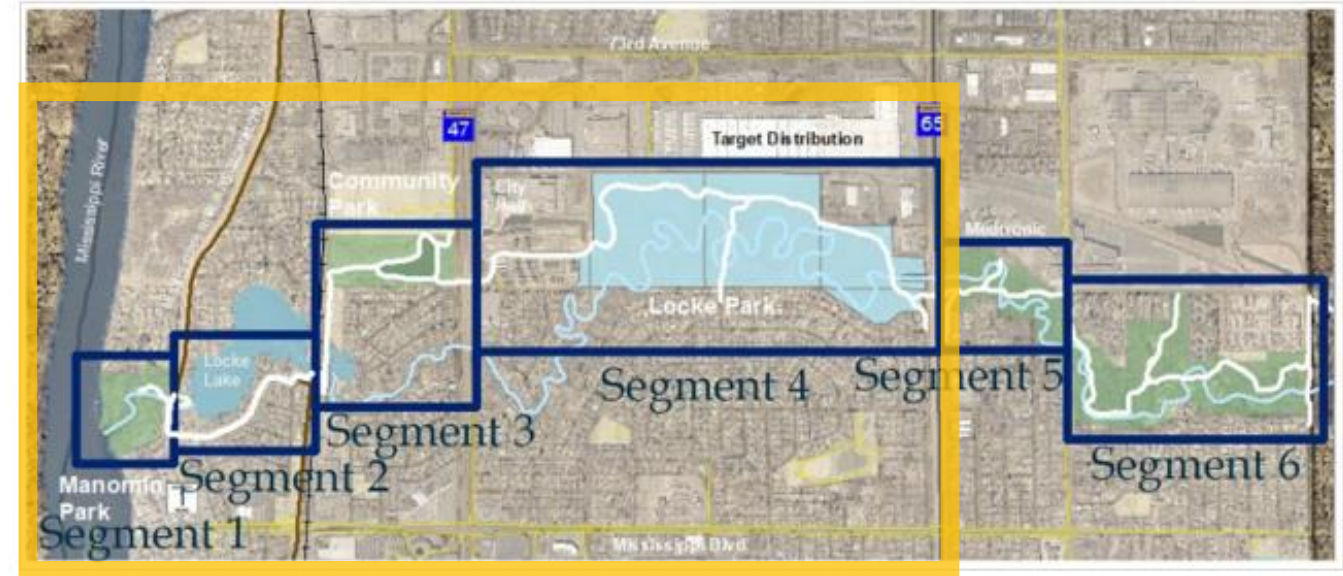 73rd Avenue
47
65
Target Distribution
Mississippi River
Community
Park
City
Hall
Medtronic
Locke Park
Locke
Lake
Segment 4
Segment 5
Segment 3
Segment 2
Segment 6
Manomin
Park
1
Segment 1
Mississippi Blvd